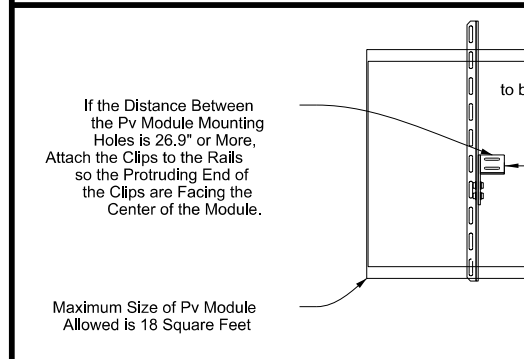 to b
If the Distance Between
the Pv Module Mounting
Holes is 26.9" or More,
Attach the Clips to the Rails
so the Protruding End of
the Clips are Facing the
Center of the Module.
Maximum Size of Pv Module
Allowed is 18 Square Feet